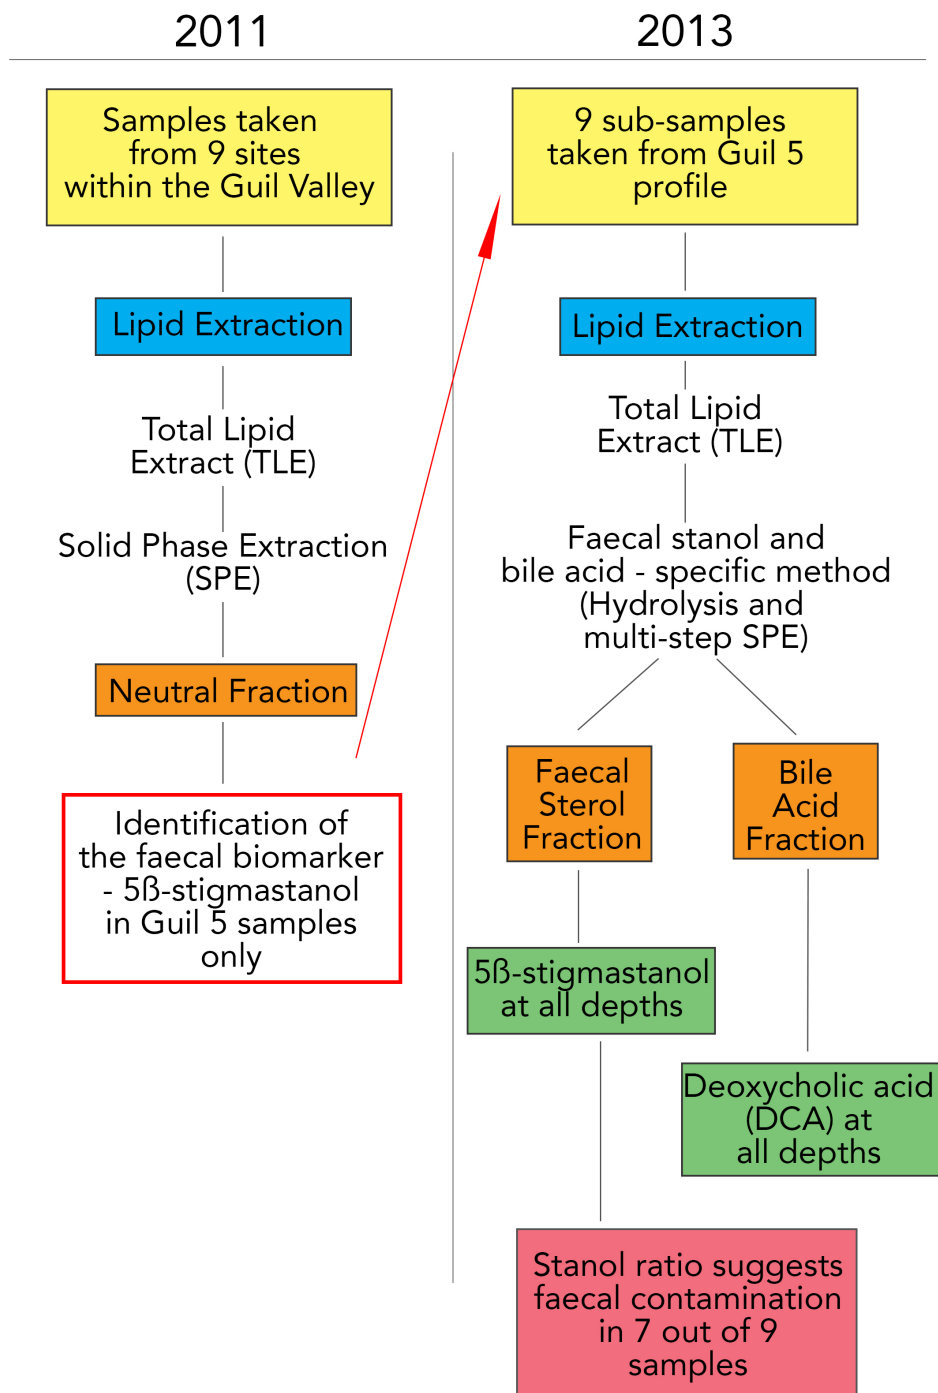 2011
Samples taken
from 9 sites
within the Guil Valley
Lipid Extraction
Total Lipid
Extract (TLE)
Solid Phase Extraction
(SPE)
Neutral Fraction
Identification of
the faecal biomarker
- 5ß-stigmastanol
in Guil 5 samples
only
2013
9 sub-samples
taken from Guil 5
profile
Lipid Extraction
Total Lipid
Extract (TLE)
Faecal stanol and
bile acid - specific method
(Hydrolysis and
multi-step SPE)
Faecal
Sterol
Fraction
Bile
Acid
Fraction
5ß-stigmastanol
at all depths
Deoxycholic acid
(DCA) at
all depths
Stanol ratio suggests
faecal contamination
in 7 out of 9
samples